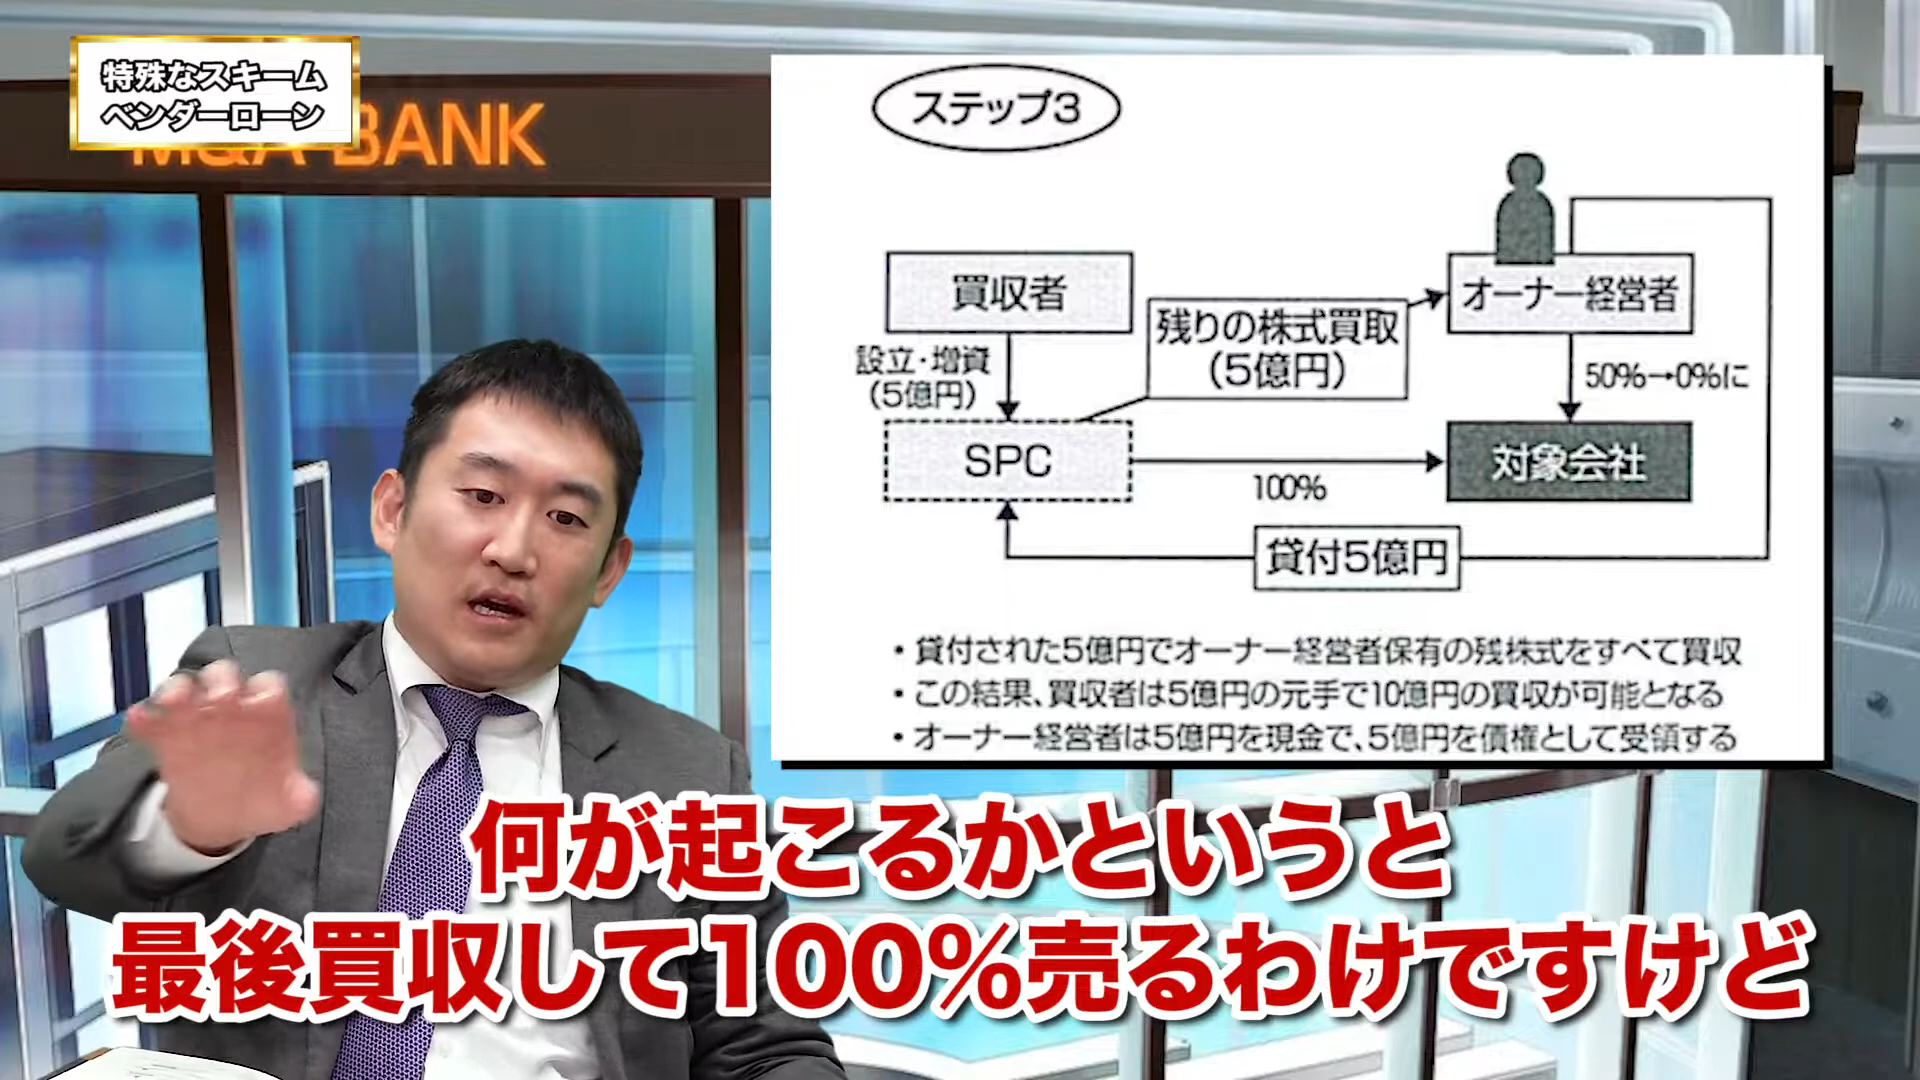 特殊なスキーム
ベンダーローン
M&A BANK
ステップ3
買収者
オーナー経営者
残りの株式買取
(5億円)
設立・増資
(5億円)
50%→0%に
SPC
対象会社
100%
貸付5億円
・貸付された5億円でオーナー経営者保有の残株式をすべて買収
・この結果、買収者は5億円の元手で10億円の買収が可能となる
・オーナー経営者は5億円を現金で、5億円を債権として受領する
何が起こるかというと
最後買収して100%売るわけですけど